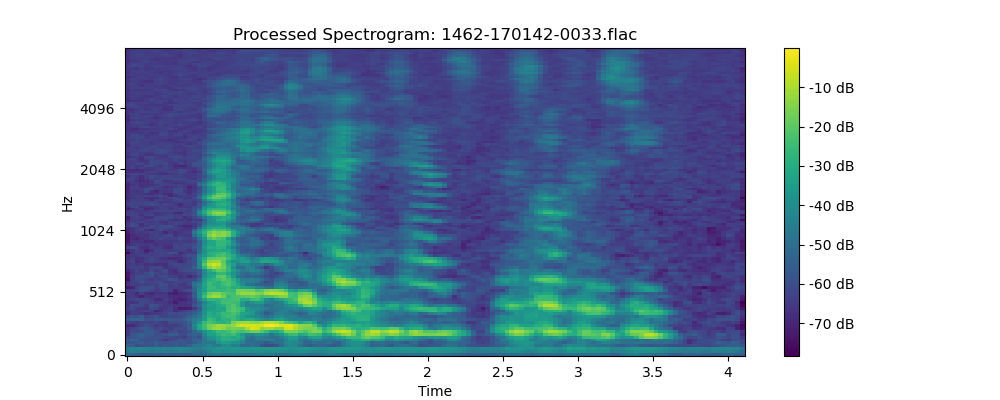 Processed Spectrogram: 1462-170142-0033.flac
Hz
4096
2048
1024
512
0
0 0.5 1 1.5 2 2.5 3 3.5 4
Time
-10 dB
-20 dB
-30 dB
-40 dB
-50 dB
-60 dB
-70 dB